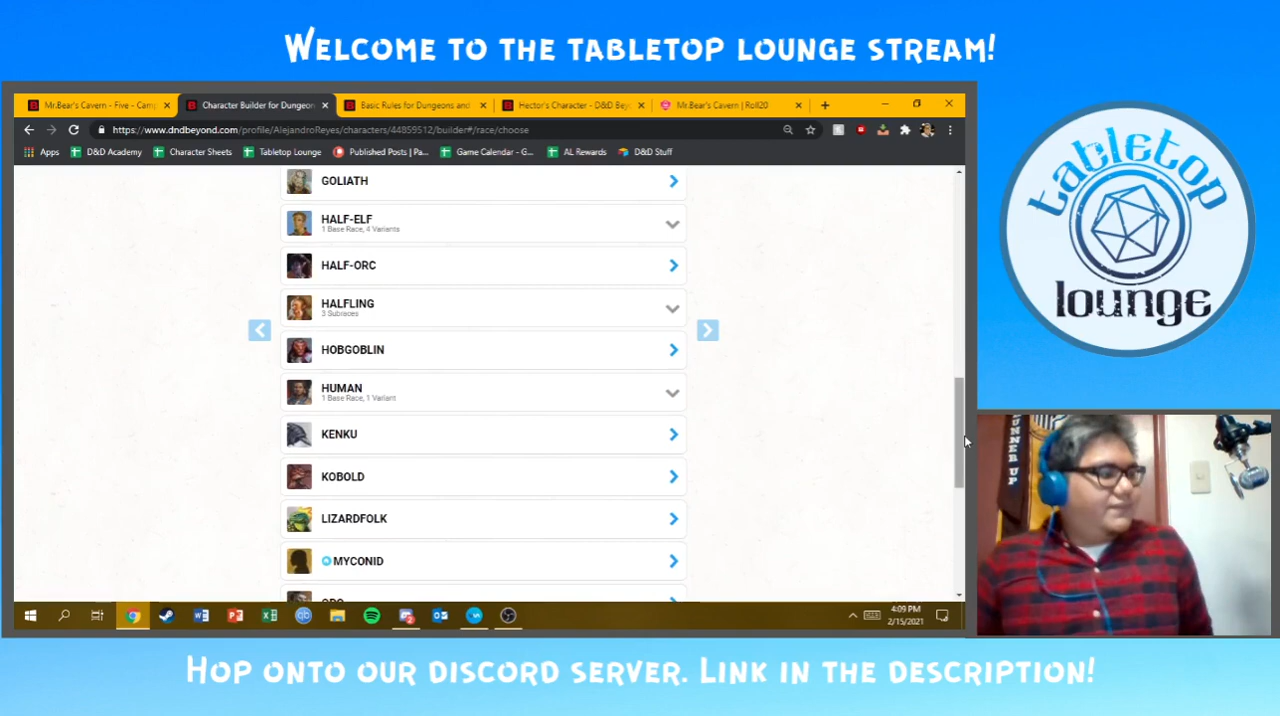 WELCOME TO THE TABLETOP LOUNGE STREAM!
Mr.Bear's Cavern - Five - Camp
Character Builder for Dungeon
Basic Rules for Dungeons and
Hector's Character - D&D Bey
Mr.Bear's Cavern | Roll20
https://www.dndbeyond.com/profile/AlejandroReyes/characters/44859512/builder#/race/choose
Apps
D&D Academy
Character Sheets
Tabletop Lounge
Published Posts | Pa...
Game Calendar - G...
AL Rewards
D&D Stuff
GOLIATH
HALF-ELF
1 Base Race, 4 Variants
HALF-ORC
HALFLING
3 Subraces
HOBGOBLIN
HUMAN
1 Base Race, 1 Variant
KENKU
KOBOLD
LIZARDFOLK
MYCONID
4:09 PM
2/15/2021
tabletop
lounge
RUNNER UP
HOP ONTO OUR DISCORD SERVER. LINK IN THE DESCRIPTION!